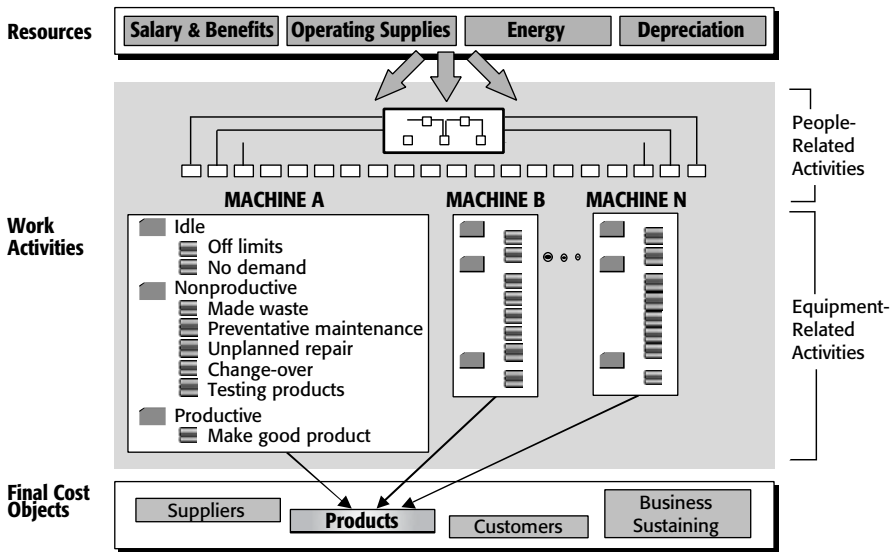 Resources
Salary & Benefits
Operating Supplies
Energy
Depreciation
People-
Related
Activities
MACHINE A
MACHINE B
MACHINE N
Work
Activities
Idle
Off limits
No demand
Nonproductive
Made waste
Preventative maintenance
Unplanned repair
Change-over
Testing products
Productive
Make good product
Equipment-
Related
Activities
Final Cost
Objects
Suppliers
Products
Customers
Business
Sustaining